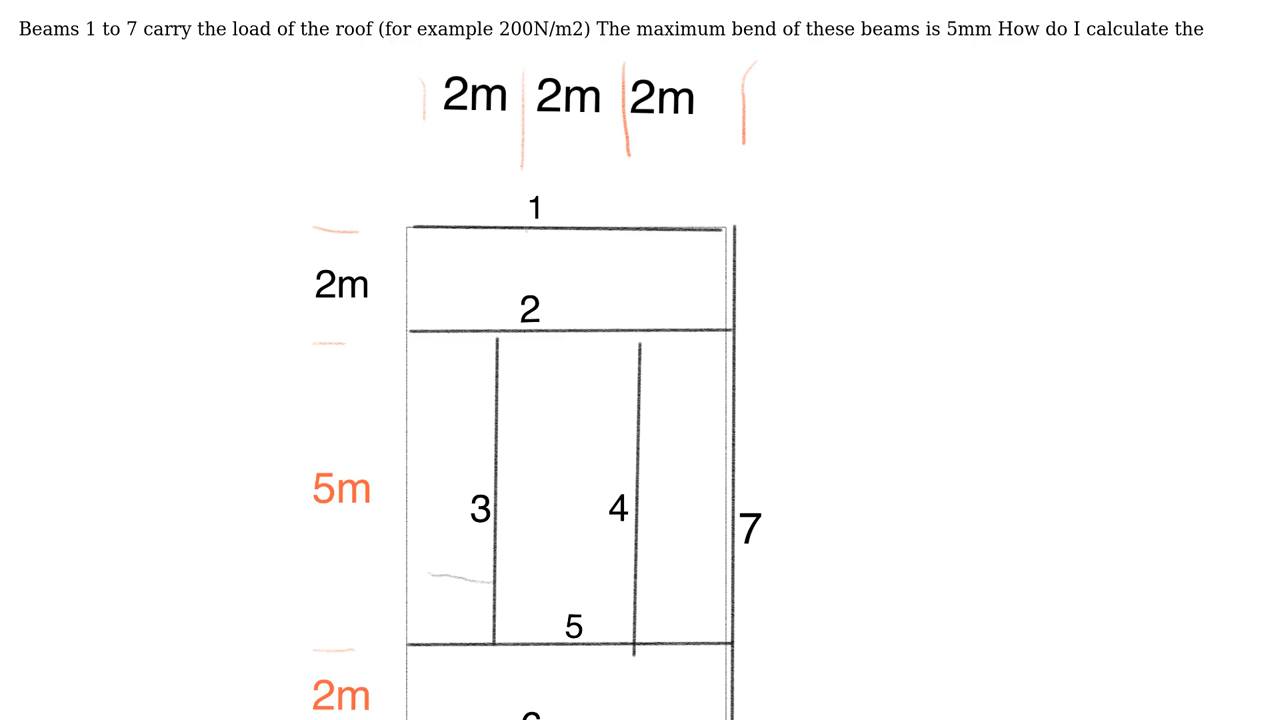 Beams 1 to 7 carry the load of the roof (for example 200N/m2) The maximum bend of these beams is 5mm How do I calculate the
2m 2m 2m
1
2m
2
5m
3 4
7
5
2m